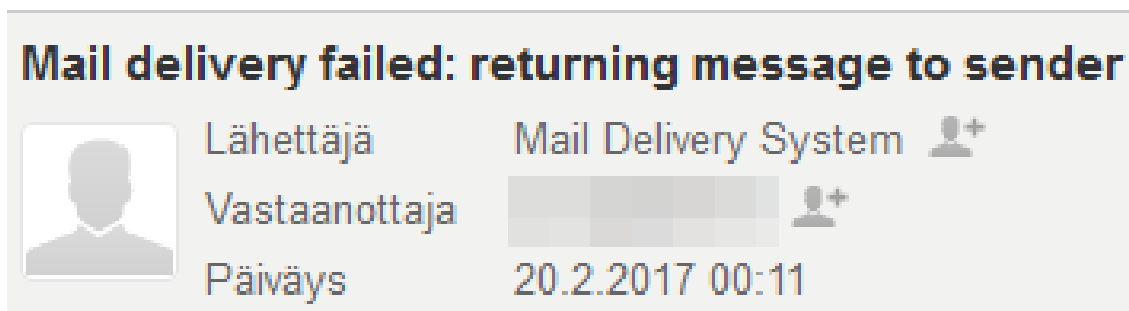 Mail delivery failed: returning message to sender
Lähettäjä Mail Delivery System
Vastaanottaja
Päiväys 20.2.2017 00:11